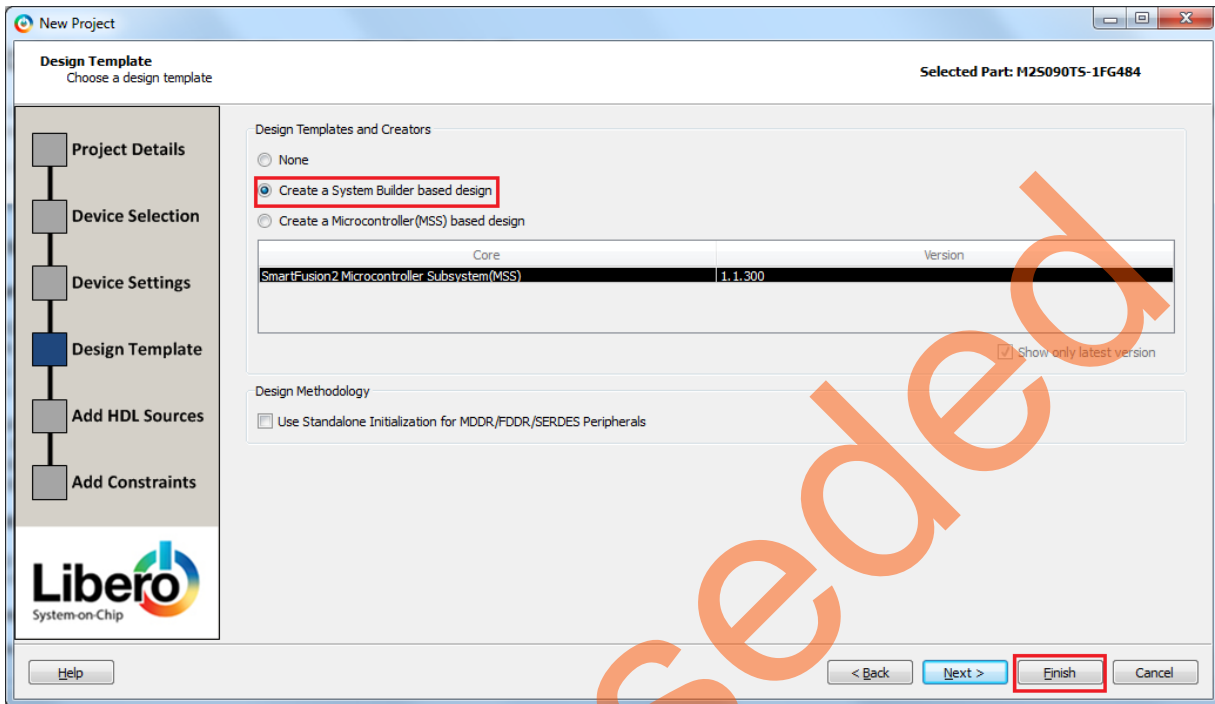 New Project
Design Template
Choose a design template
Selected Part: M2S090TS-1FG484
Project Details
Device Selection
Device Settings
Design Template
Add HDL Sources
Add Constraints
Libero
System-on-Chip
Design Templates and Creators
None
Create a System Builder based design
Create a Microcontroller(MSS) based design
Core Version
SmartFusion2 Microcontroller Subsystem(MSS) 1.1.300
Show only latest version
Design Methodology
Use Standalone Initialization for MDDR/FDDR/SERDES Peripherals
Help < Back Next > Finish Cancel
seded